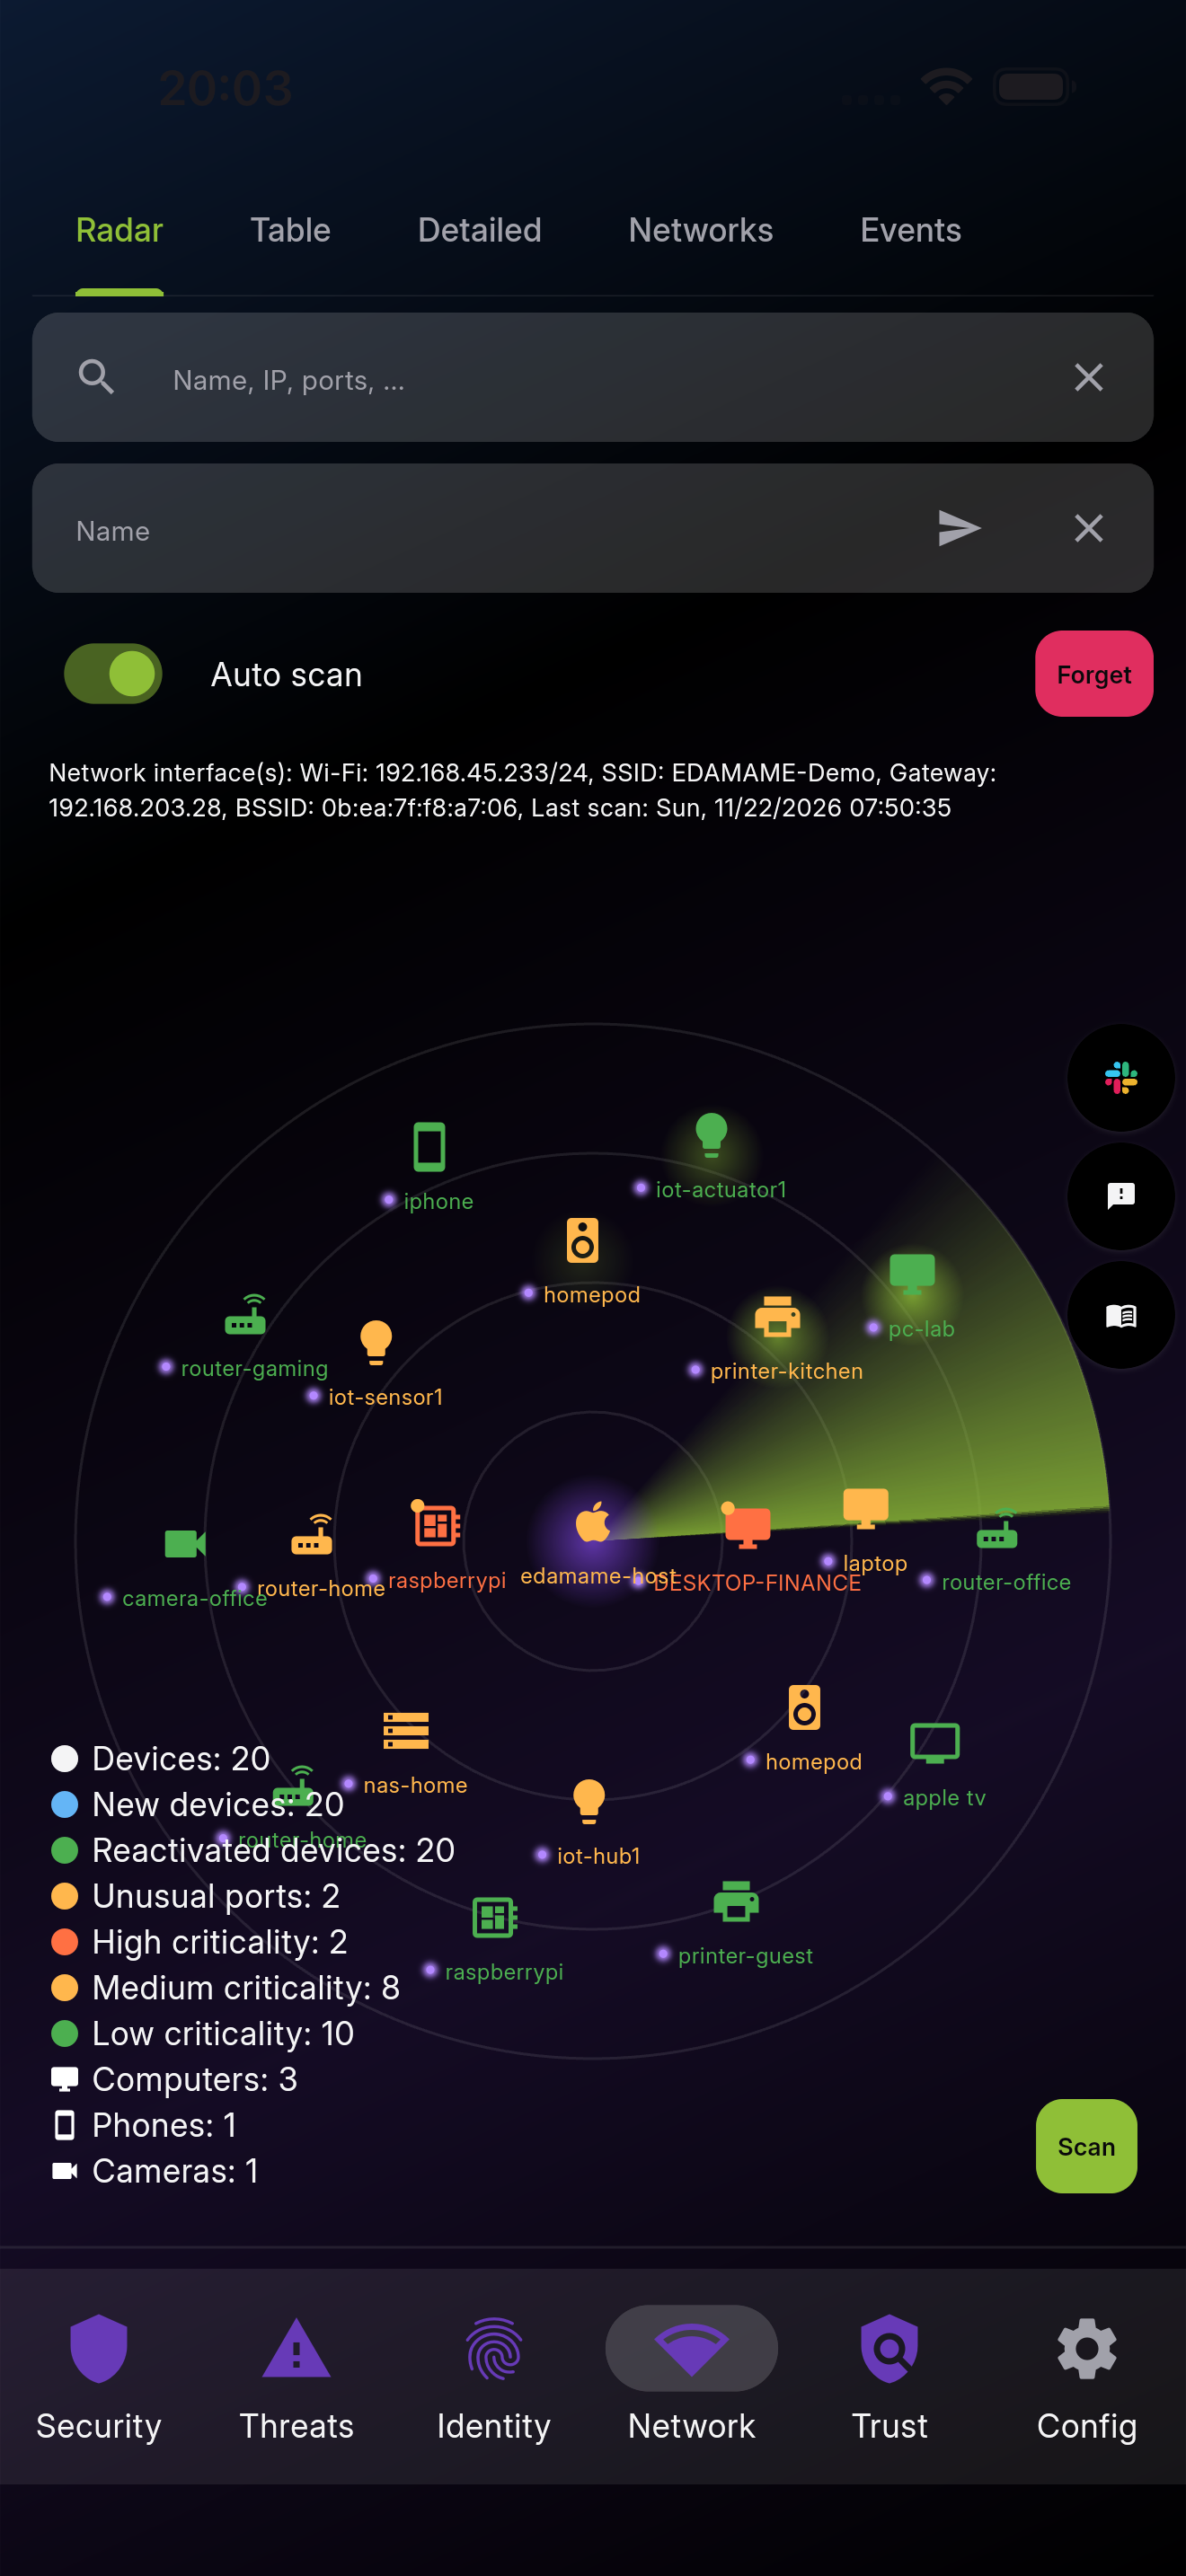 20:03
Radar
Table
Detailed
Networks
Events
Name, IP, ports, ...
Name
Auto scan
Forget
Network interface(s): Wi-Fi: 192.168.45.233/24, SSID: EDAMAME-Demo, Gateway:
192.168.203.28, BSSID: 0b:ea:7f:f8:a7:06, Last scan: Sun, 11/22/2026 07:50:35
iphone
iot-actuator1
homepod
pc-lab
router-gaming
printer-kitchen
iot-sensor1
camera-office
router-home
raspberrypi
edamame-host
DESKTOP-FINANCE
laptop
router-office
homepod
nas-home
apple tv
router-home
iot-hub1
printer-guest
raspberrypi
Devices: 20
New devices: 20
Reactivated devices: 20
Unusual ports: 2
High criticality: 2
Medium criticality: 8
Low criticality: 10
Computers: 3
Phones: 1
Cameras: 1
Scan
Security
Threats
Identity
Network
Trust
Config